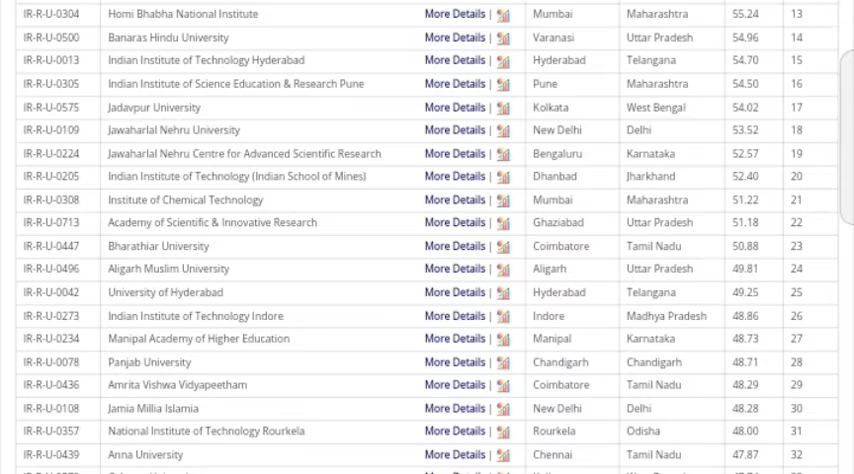 IR-R-U-0304 Homi Bhabha National Institute More Details | Mumbai Maharashtra 55.24 13
IR-R-U-0500 Banaras Hindu University More Details | Varanasi Uttar Pradesh 54.96 14
IR-R-U-0013 Indian Institute of Technology Hyderabad More Details | Hyderabad Telangana 54.70 15
IR-R-U-0305 Indian Institute of Science Education & Research Pune More Details | Pune Maharashtra 54.50 16
IR-R-U-0575 Jadavpur University More Details | Kolkata West Bengal 54.02 17
IR-R-U-0109 Jawaharlal Nehru University More Details | New Delhi Delhi 53.52 18
IR-R-U-0224 Jawaharlal Nehru Centre for Advanced Scientific Research More Details | Bengaluru Karnataka 52.57 19
IR-R-U-0205 Indian Institute of Technology (Indian School of Mines) More Details | Dhanbad Jharkhand 52.40 20
IR-R-U-0308 Institute of Chemical Technology More Details | Mumbai Maharashtra 51.22 21
IR-R-U-0713 Academy of Scientific & Innovative Research More Details | Ghaziabad Uttar Pradesh 51.18 22
IR-R-U-0447 Bharathiar University More Details | Coimbatore Tamil Nadu 50.88 23
IR-R-U-0496 Aligarh Muslim University More Details | Aligarh Uttar Pradesh 49.81 24
IR-R-U-0042 University of Hyderabad More Details | Hyderabad Telangana 49.25 25
IR-R-U-0273 Indian Institute of Technology Indore More Details | Indore Madhya Pradesh 48.86 26
IR-R-U-0234 Manipal Academy of Higher Education More Details | Manipal Karnataka 48.73 27
IR-R-U-0078 Panjab University More Details | Chandigarh Chandigarh 48.71 28
IR-R-U-0436 Amrita Vishwa Vidyapeetham More Details | Coimbatore Tamil Nadu 48.29 29
IR-R-U-0108 Jamia Millia Islamia More Details | New Delhi Delhi 48.28 30
IR-R-U-0357 National Institute of Technology Rourkela More Details | Rourkela Odisha 48.00 31
IR-R-U-0439 Anna University More Details | Chennai Tamil Nadu 47.87 32